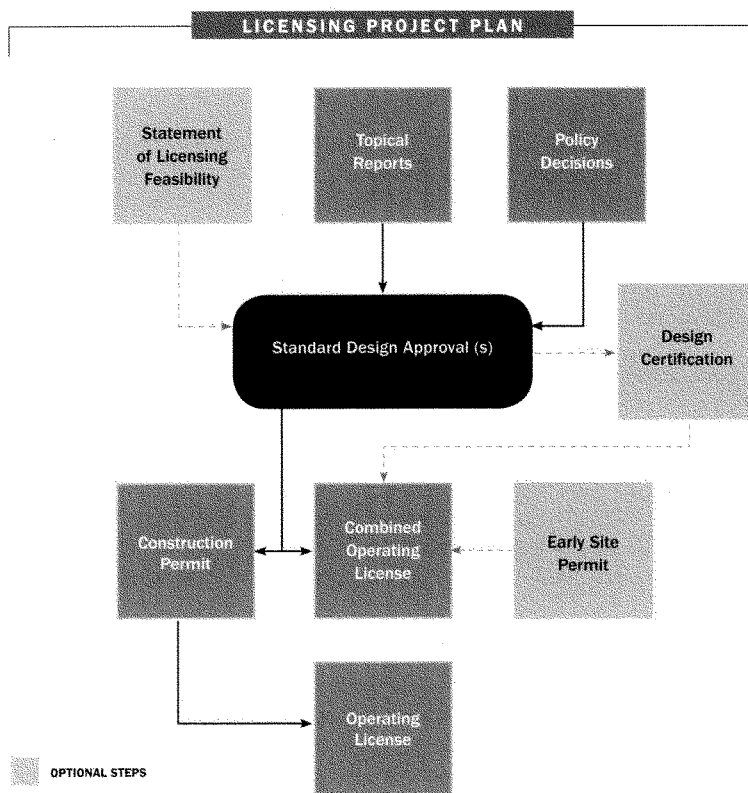 LICENSING PROJECT PLAN
Statement
of Licensing
Feasibility
Topical
Reports
Policy
Decisions
Standard Design Approval (s)
Design
Certification
Construction
Permit
Combined
Operating
License
Early Site
Permit
Operating
License
OPTIONAL STEPS